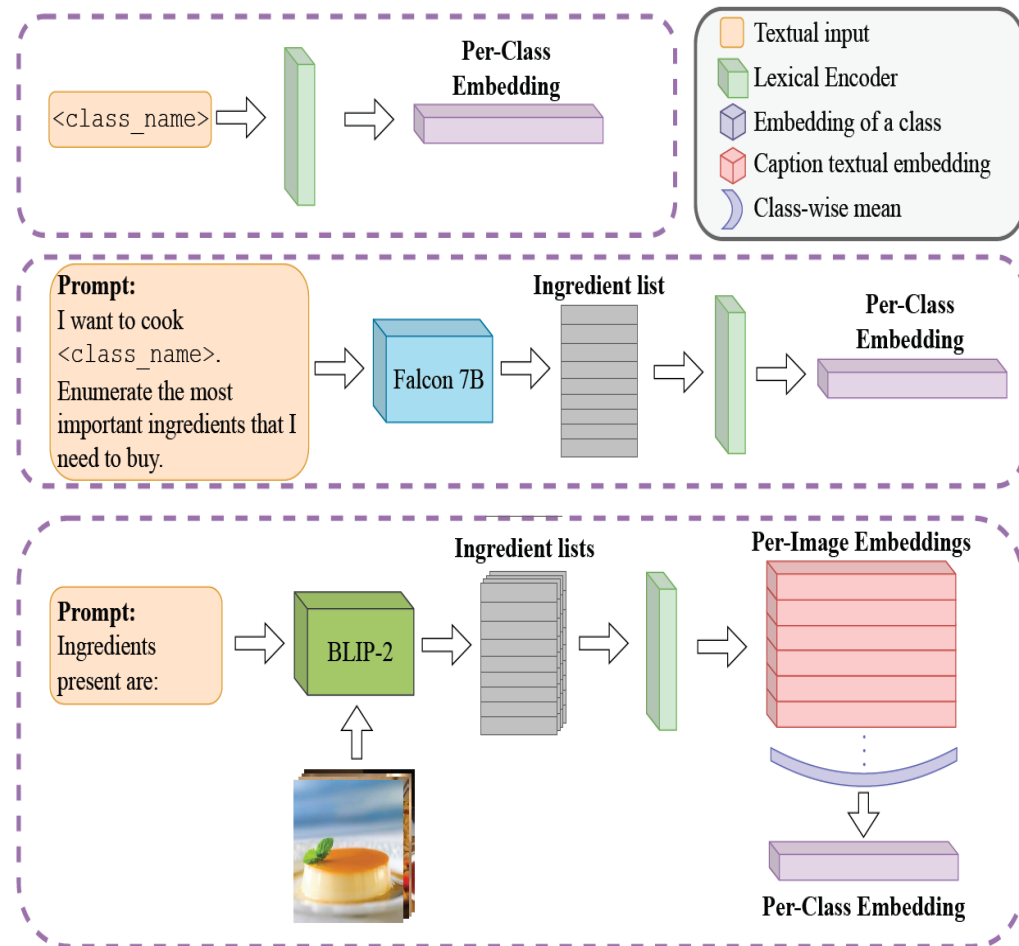 <class_name>
Per-Class
Embedding
Textual input
Lexical Encoder
Embedding of a class
Caption textual embedding
Class-wise mean
Prompt:
I want to cook
<class_name>.
Enumerate the most
important ingredients that I
need to buy.
Falcon 7B
Ingredient list
Per-Class
Embedding
Prompt:
Ingredients
present are:
BLIP-2
Ingredient lists
Per-Image Embeddings
Per-Class Embedding